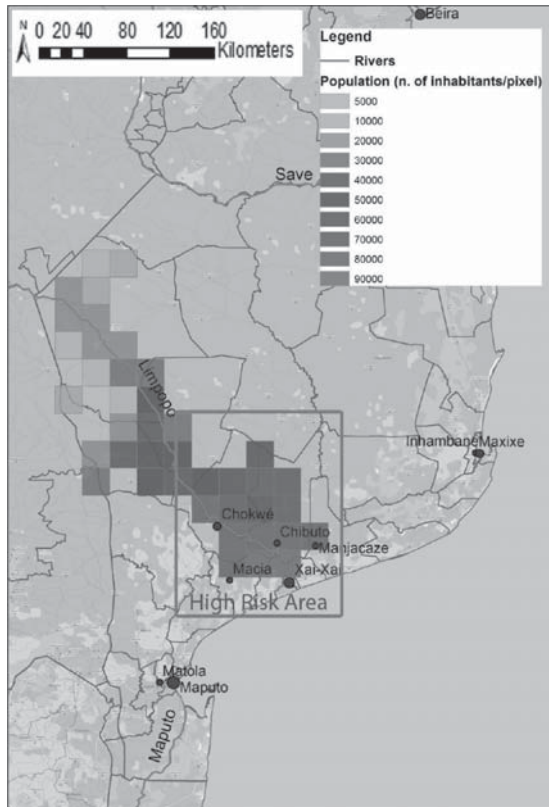 N
0 20 40 80 120 160
Kilometers
Beira
Legend
Rivers
Population (n. of inhabitants/pixel)
5000
10000
20000
30000
40000
50000
60000
70000
80000
90000
Save
Limpopo
Inhambane Maxixe
Chokwé
Chibuto
Manjacaze
Macia
Xai-Xai
High Risk Area
Matola
Maputo
Maputo